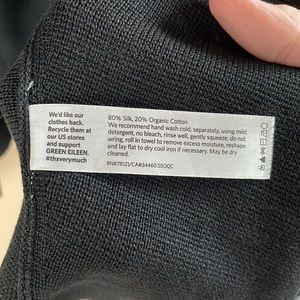 We'd like our
clothes back.
Recycle them at
our US stores
and support
GREEN EILEEN.
#thxverymuch
80% Silk, 20% Organic Cotton
We recommend hand wash cold, separately, using mild
detergent, no bleach, rinse well, gently squeeze, do not
wring, roll in towel to remove excess moisture, reshape
and lay flat to dry cool iron if necessary. May be dry
cleaned.
RN#78121/CA#34460 S5OQC